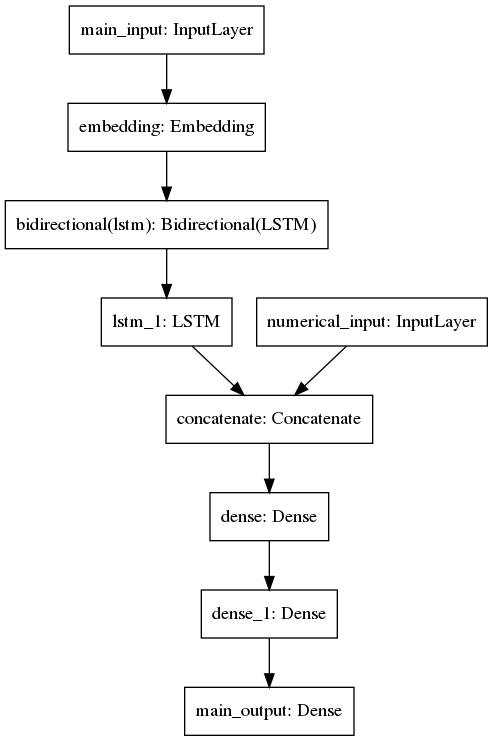 main_input: InputLayer
embedding: Embedding
bidirectional(lstm): Bidirectional(LSTM)
lstm_1: LSTM
numerical_input: InputLayer
concatenate: Concatenate
dense: Dense
dense_1: Dense
main_output: Dense